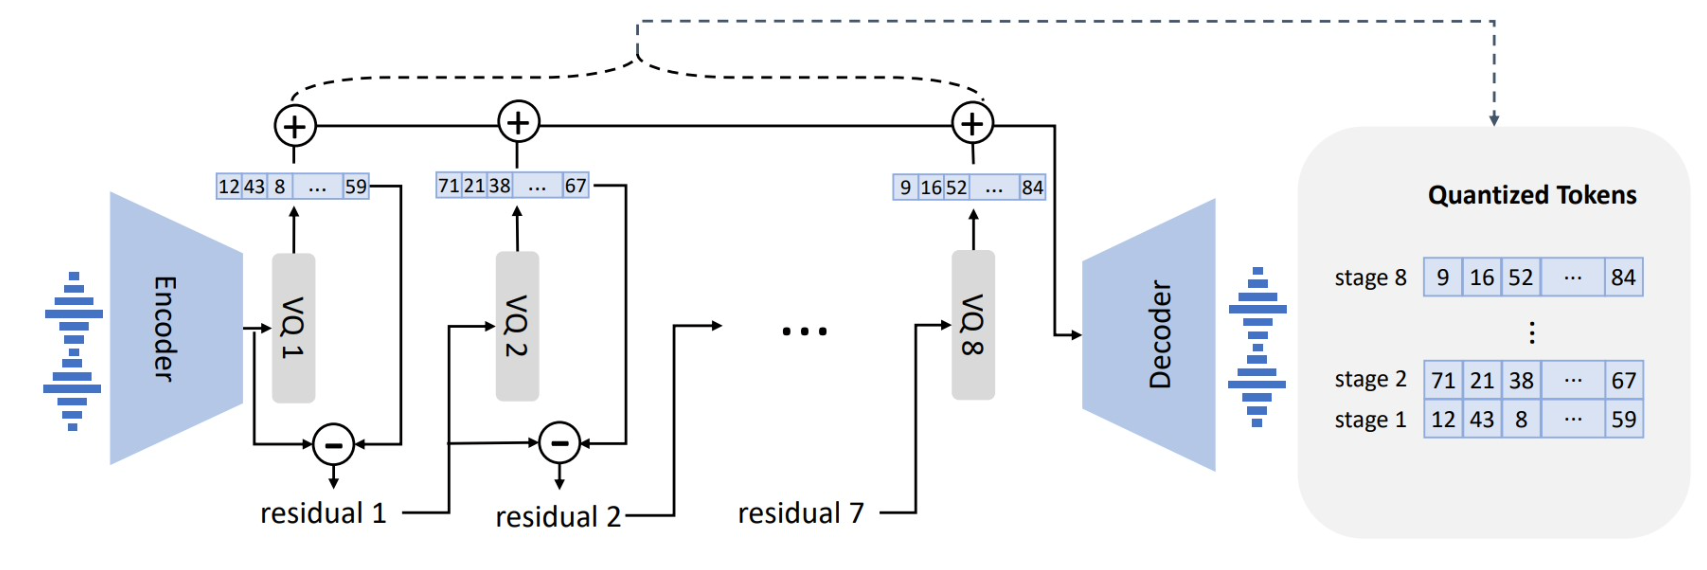 12 43 8 ... 59
71 21 38 ... 67
9 16 52 ... 84
Encoder
VQ 1
VQ 2
...
VQ 8
Decoder
residual 1
residual 2
residual 7
Quantized Tokens
stage 8 9 16 52 ... 84
⋮
stage 2 71 21 38 ... 67
stage 1 12 43 8 ... 59